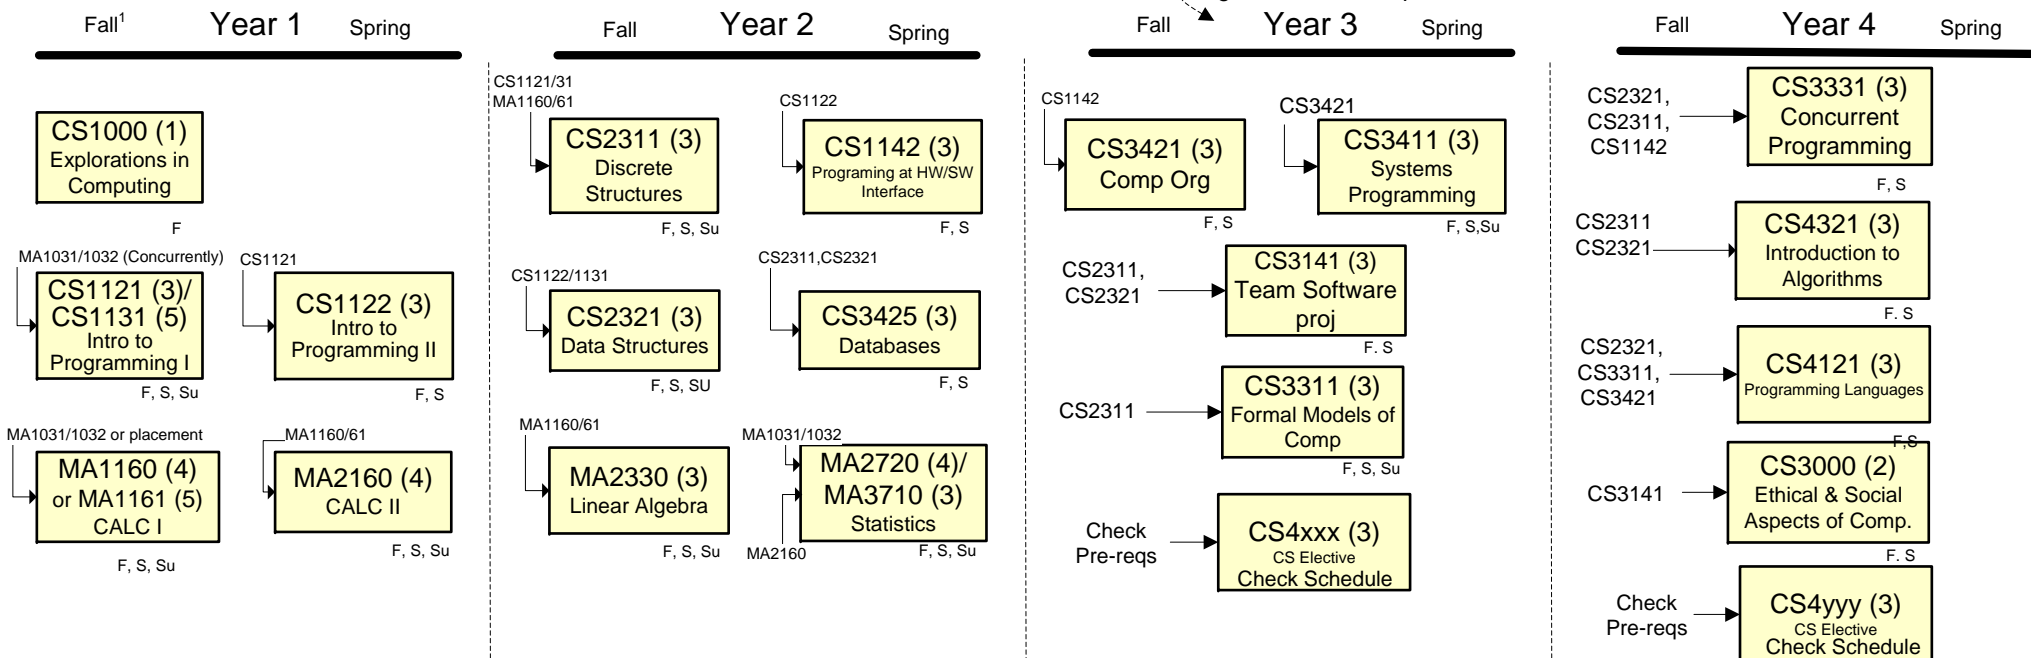 Fall¹ Year 1 Spring
CS1000 (1)
Explorations in
Computing
F
MA1031/1032 (Concurrently)
CS1121 (3)/
CS1131 (5)
Intro to
Programming I
F, S, Su
CS1121
CS1122 (3)
Intro to
Programming II
F, S
MA1031/1032 or placement
MA1160 (4)
or MA1161 (5)
CALC I
F, S, Su
MA1160/61
MA2160 (4)
CALC II
F, S, Su
Fall Year 2 Spring
CS1121/31
MA1160/61
CS2311 (3)
Discrete
Structures
F, S, Su
CS1122
CS1142 (3)
Programing at HW/SW
Interface
F, S
CS1122/1131
CS2321 (3)
Data Structures
F, S, SU
CS2311,CS2321
CS3425 (3)
Databases
F, S
MA1160/61
MA2330 (3)
Linear Algebra
F, S, Su
MA1031/1032
MA2720 (4)/
MA3710 (3)
Statistics
MA2160
F, S, Su
Fall Year 3 Spring
CS1142
CS3421 (3)
Comp Org
F, S
CS3421
CS3411 (3)
Systems
Programming
F, S,Su
CS2311,
CS2321
CS3141 (3)
Team Software
proj
F. S
CS2311
CS3311 (3)
Formal Models of
Comp
F, S, Su
Check
Pre-reqs
CS4xxx (3)
CS Elective
Check Schedule
Fall Year 4 Spring
CS2321,
CS2311,
CS1142
CS3331 (3)
Concurrent
Programming
F, S
CS2311
CS2321
CS4321 (3)
Introduction to
Algorithms
F. S
CS2321,
CS3311,
CS3421
CS4121 (3)
Programming Languages
F,S
CS3141
CS3000 (2)
Ethical & Social
Aspects of Comp.
F. S
Check
Pre-reqs
CS4yyy (3)
CS Elective
Check Schedule